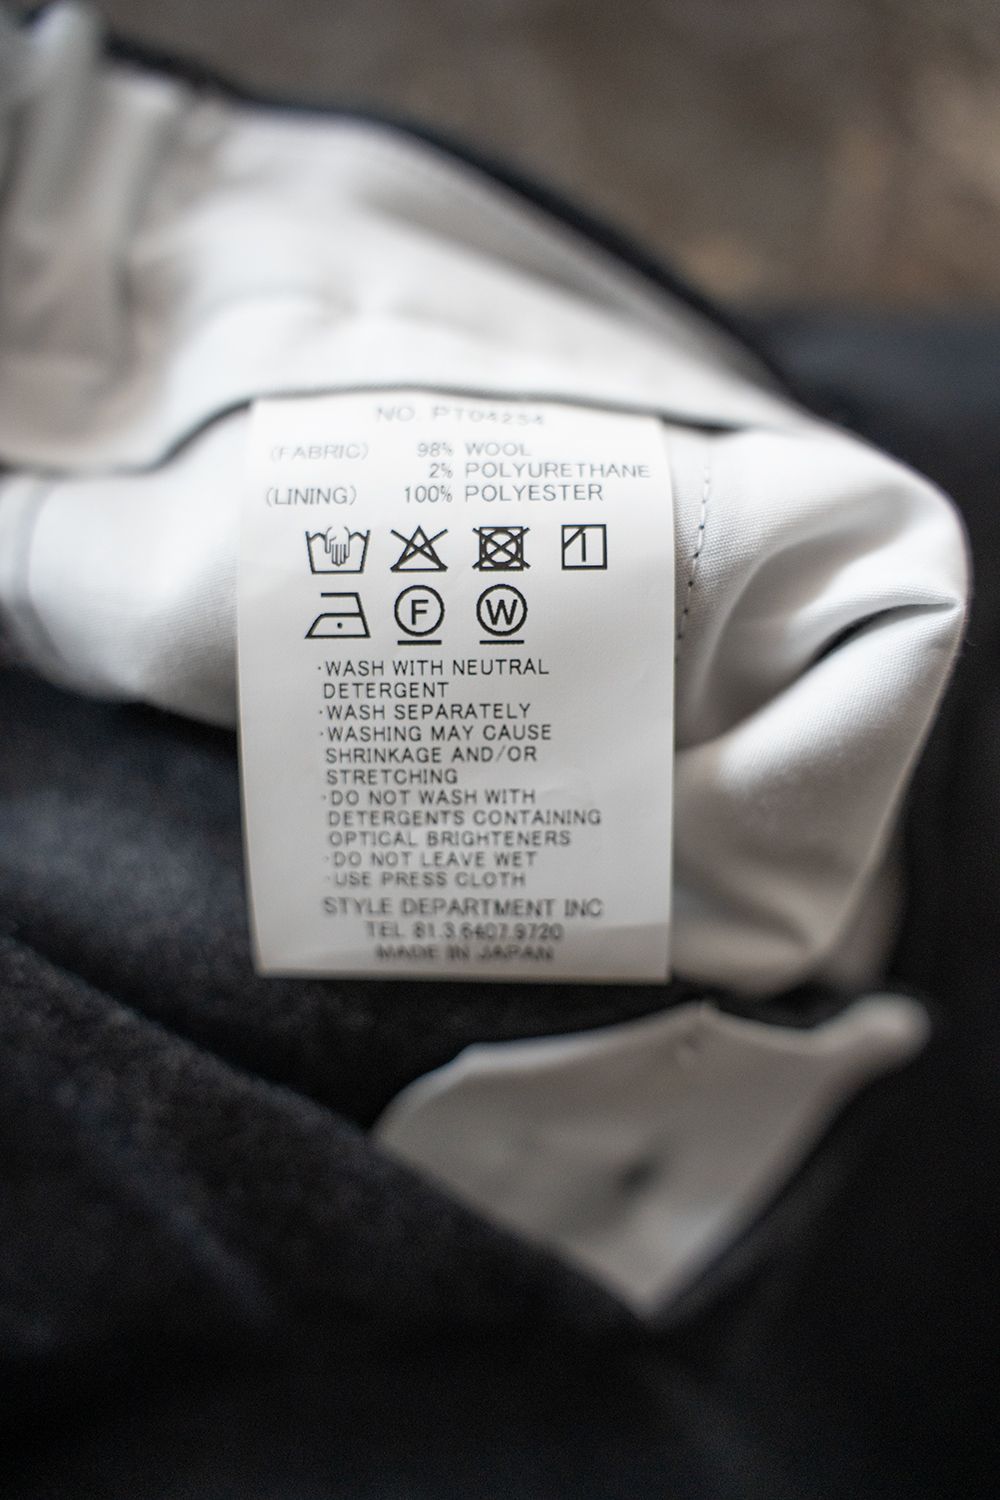 NO. PT04254
(FABRIC) 98% WOOL
2% POLYURETHANE
(LINING) 100% POLYESTER
F W
·WASH WITH NEUTRAL
DETERGENT
·WASH SEPARATELY
·WASHING MAY CAUSE
SHRINKAGE AND/OR
STRETCHING
·DO NOT WASH WITH
DETERGENTS CONTAINING
OPTICAL BRIGHTENERS
·DO NOT LEAVE WET
·USE PRESS CLOTH
STYLE DEPARTMENT INC
TEL 81.3.6407.9720
MADE IN JAPAN